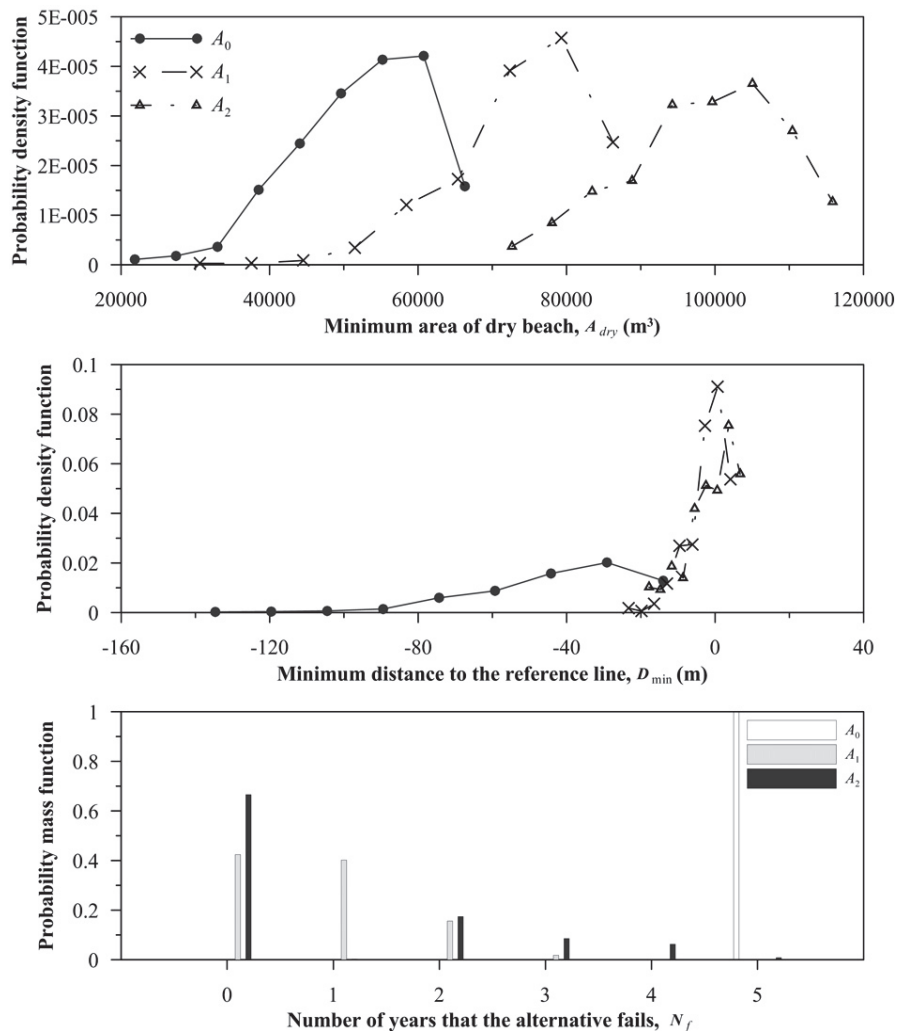 5E-005
4E-005
3E-005
2E-005
1E-005
0
Probability density function
A0
A1
A2
20000 40000 60000 80000 100000 120000
Minimum area of dry beach, A dry (m³)
0.1
0.08
0.06
0.04
0.02
0
Probability density function
-160 -120 -80 -40 0 40
Minimum distance to the reference line, D min (m)
1
0.8
0.6
0.4
0.2
0
Probability mass function
A0
A1
A2
0 1 2 3 4 5
Number of years that the alternative fails, N f